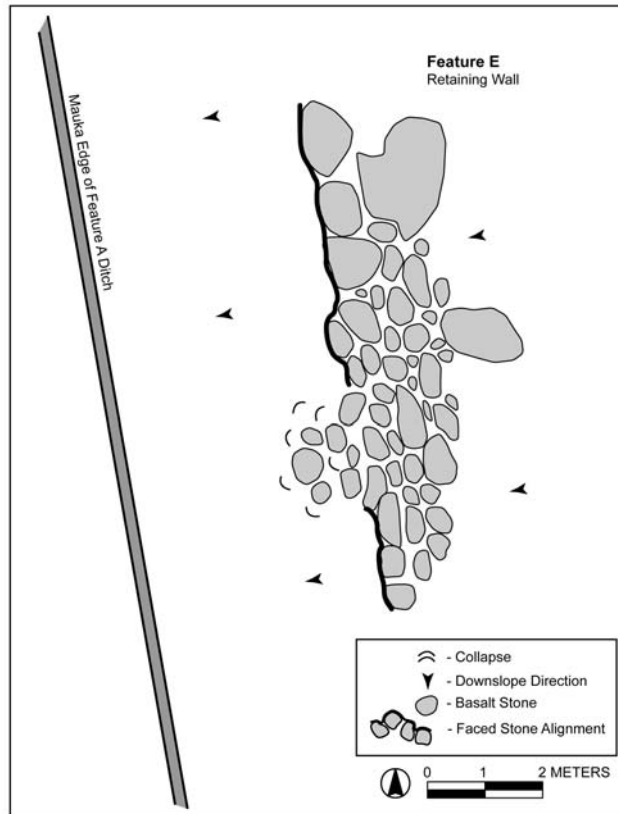 Feature E
Retaining Wall
Mauka Edge of Feature A Ditch
- Collapse
- Downslope Direction
- Basalt Stone
- Faced Stone Alignment
0 1 2 METERS